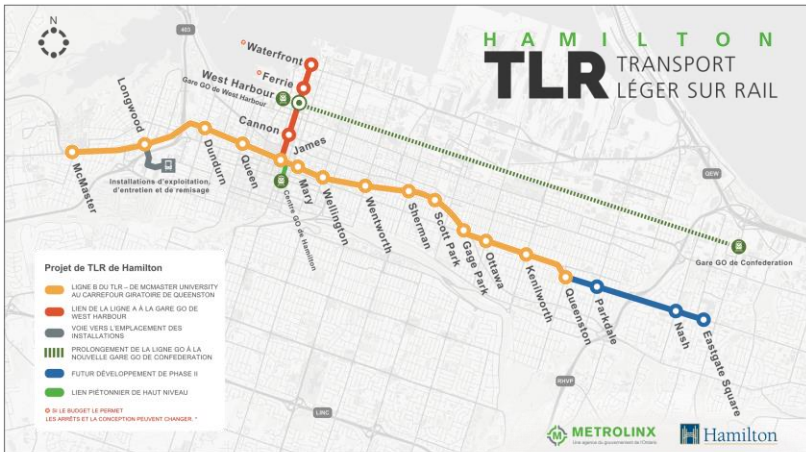 N
HAMILTON
TLR TRANSPORT
LÉGER SUR RAIL
403
Waterfront
Ferrie
West Harbour
Gare GO de West Harbour
Cannon
James
Longwood
McMaster
Installations d'exploitation,
d'entretien et de remisage
Dundurn
Queen
Centre GO de Hamilton
Mary
Wellington
Wentworth
Sherman
Scott Park
Gage Park
Ottawa
Kenilworth
Queenston
Parkdale
Nash
Eastgate Square
QEW
Gare GO de Confederation
RHVP
LINC
Projet de TLR de Hamilton
LIGNE B DU TLR – DE MCMASTER UNIVERSITY
AU CARREFOUR GIRATOIRE DE QUEENSTON
LIEN DE LA LIGNE A À LA GARE GO DE
WEST HARBOUR
VOIE VERS L'EMPLACEMENT DES
INSTALLATIONS
PROLONGEMENT DE LA LIGNE GO À LA
NOUVELLE GARE GO DE CONFEDERATION
FUTUR DÉVELOPPEMENT DE PHASE II
LIEN PIÉTONNIER DE HAUT NIVEAU
SI LE BUDGET LE PERMET
LES ARRÊTS ET LA CONCEPTION PEUVENT CHANGER. *
METROLINX
Une agence du gouvernement de l'Ontario
Hamilton